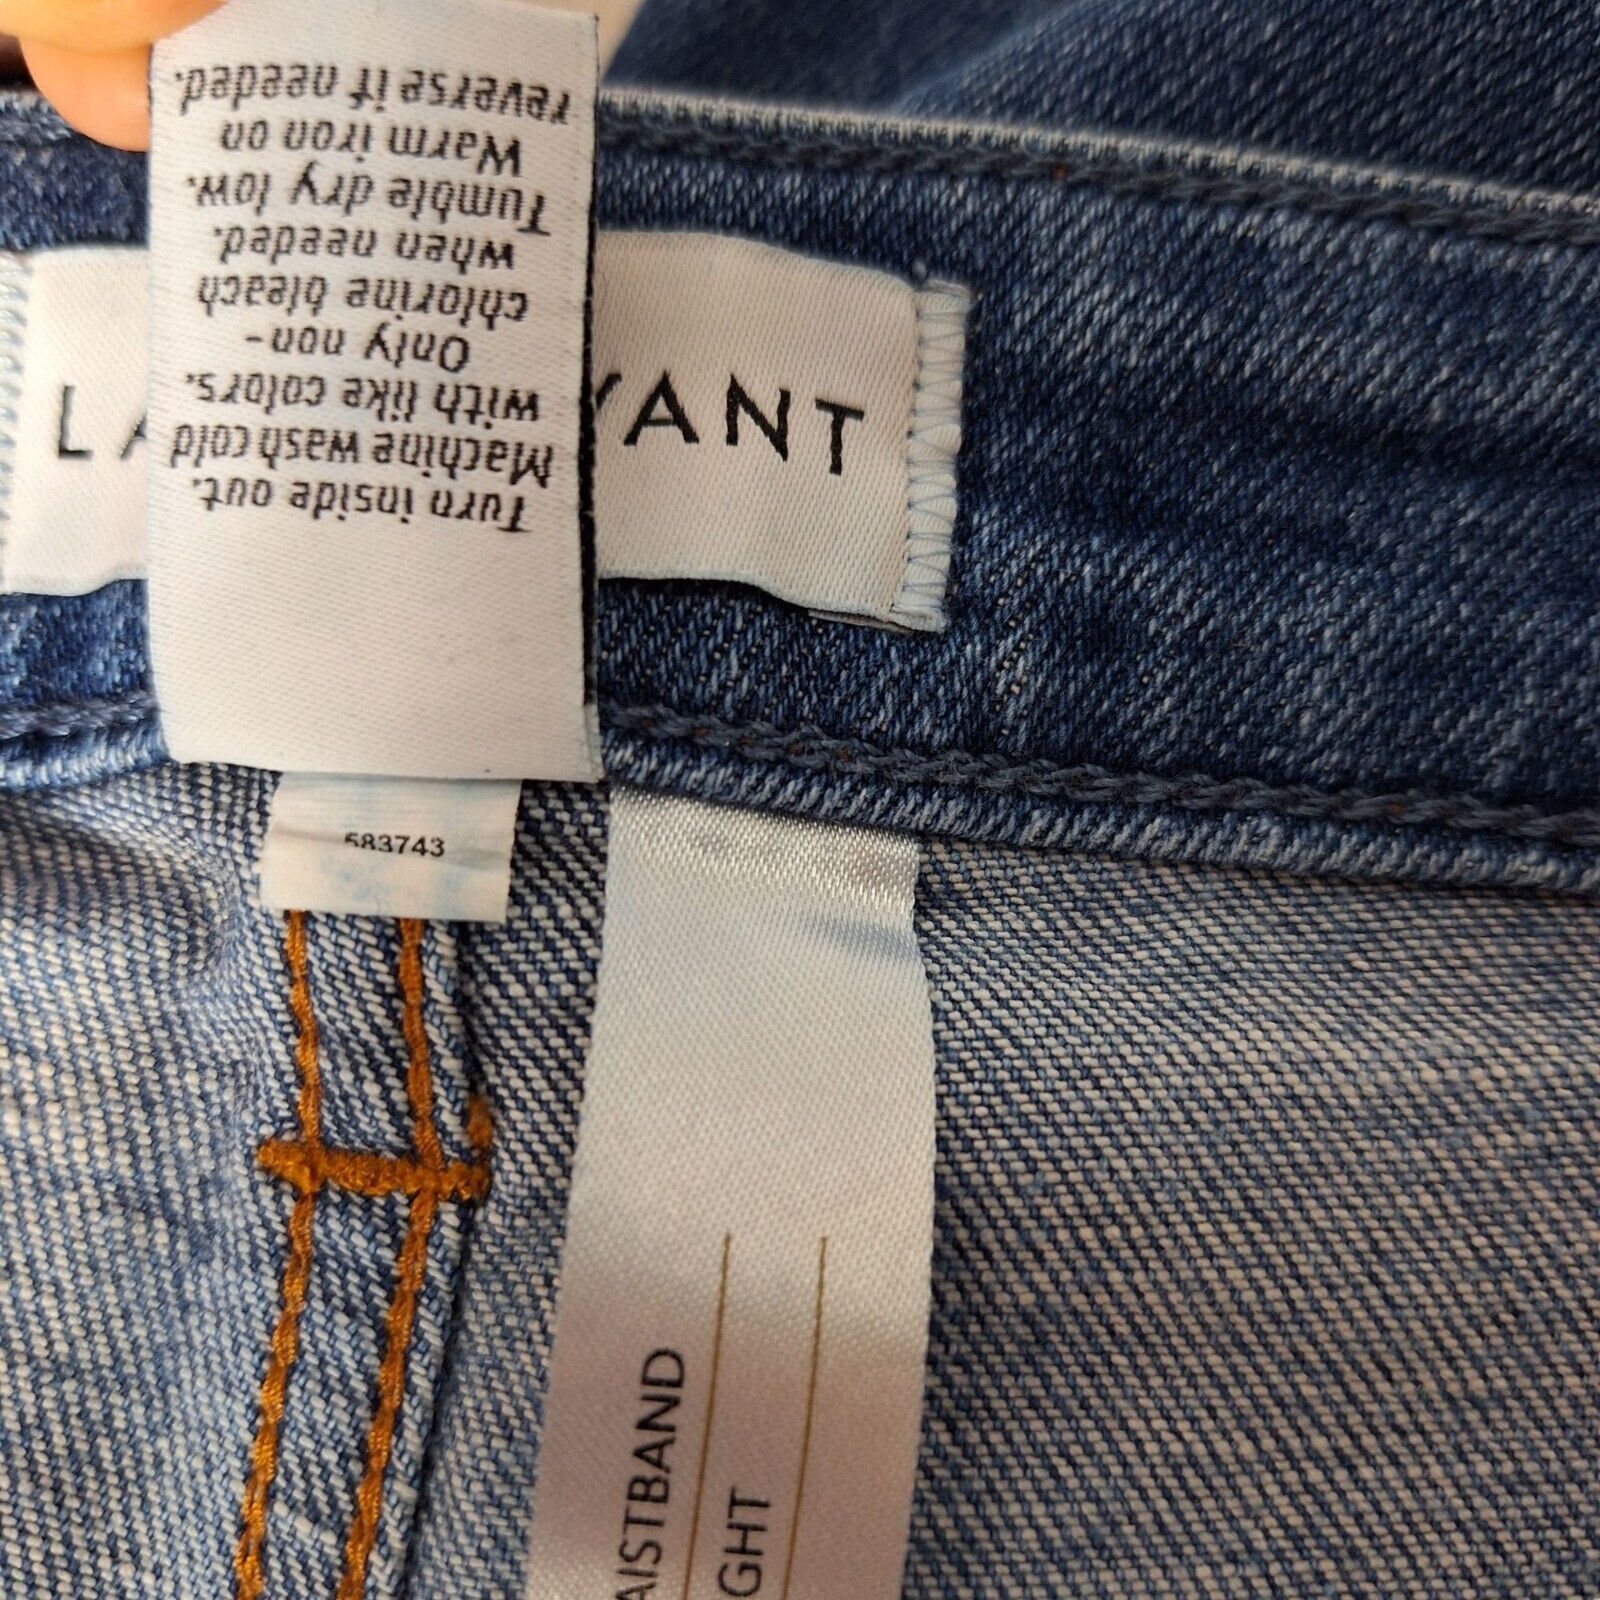 Turn inside out.
Machine wash cold
with like colors.
Only non-
chlorine bleach
when needed.
Tumble dry low.
Warm iron on
reverse if needed.
LA YANT
583743
AISTBAND
GHT